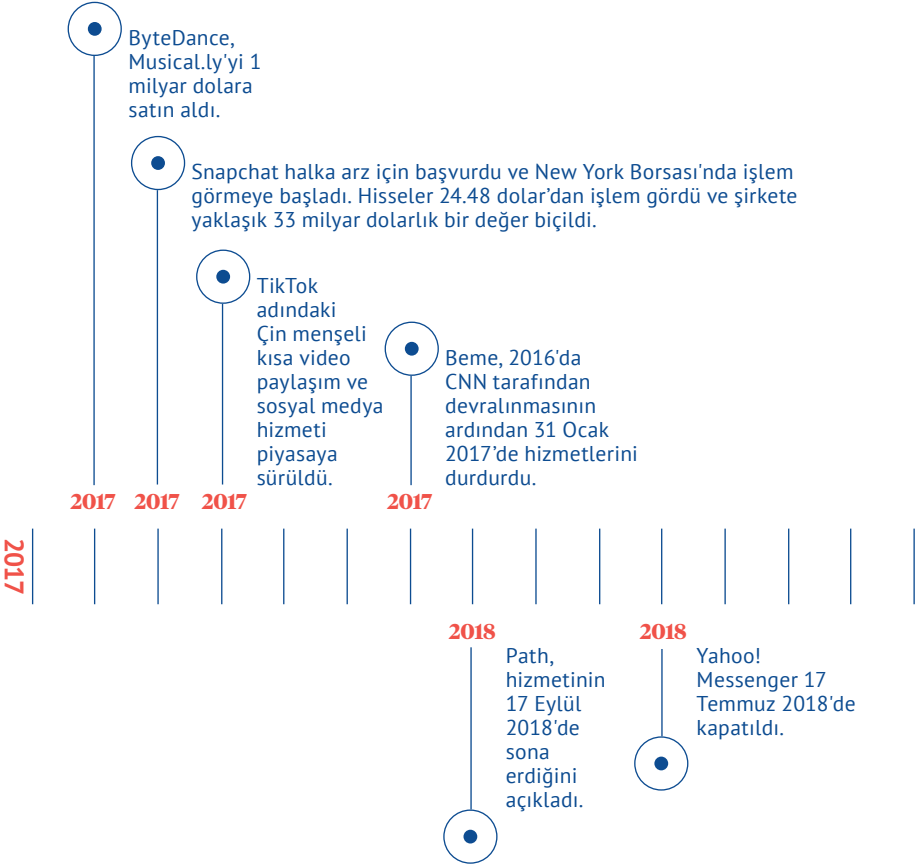 ByteDance,
Musical.ly'yi 1
milyar dolara
satın aldı.
Snapchat halka arz için başvurdu ve New York Borsası'nda işlem
görmeye başladı. Hisseler 24.48 dolar’dan işlem gördü ve şirkete
yaklaşık 33 milyar dolarlık bir değer biçildi.
TikTok
adındaki
Çin menşeli
kısa video
paylaşım ve
sosyal medya
hizmeti
piyasaya
sürüldü.
Beme, 2016'da
CNN tarafından
devralınmasının
ardından 31 Ocak
2017’de hizmetlerini
durdurdu.
2017 2017 2017 2017
2017
2018 2018
Path,
hizmetinin
17 Eylül
2018'de
sona
erdiğini
açıkladı.
Yahoo!
Messenger 17
Temmuz 2018'de
kapatıldı.